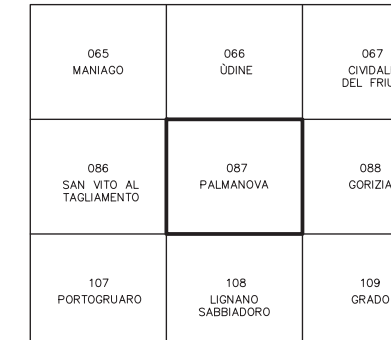 065
MANIAGO
066
ÙDINE
067
CIVIDALE
DEL FRIU
086
SAN VITO AL
TAGLIAMENTO
087
PALMANOVA
088
GORIZIA
107
PORTOGRUARO
108
LIGNANO
SABBIADORO
109
GRADO